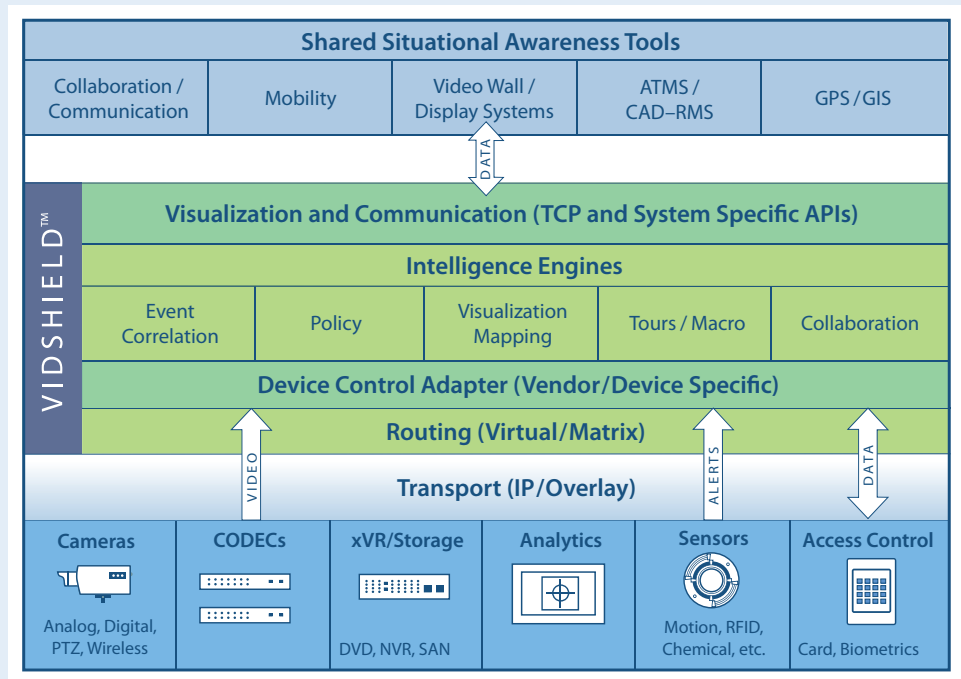 Shared Situational Awareness Tools
Collaboration /
Communication
Mobility
Video Wall /
Display Systems
ATMS /
CAD–RMS
GPS/GIS
DATA
VIDSHIELD™
Visualization and Communication (TCP and System Specific APIs)
Intelligence Engines
Event
Correlation
Policy
Visualization
Mapping
Tours / Macro
Collaboration
Device Control Adapter (Vendor/Device Specific)
Routing (Virtual/Matrix)
VIDEO
ALERTS
DATA
Transport (IP/Overlay)
Cameras
Analog, Digital,
PTZ, Wireless
CODECs
xVR/Storage
DVD, NVR, SAN
Analytics
Sensors
Motion, RFID,
Chemical, etc.
Access Control
Card, Biometrics